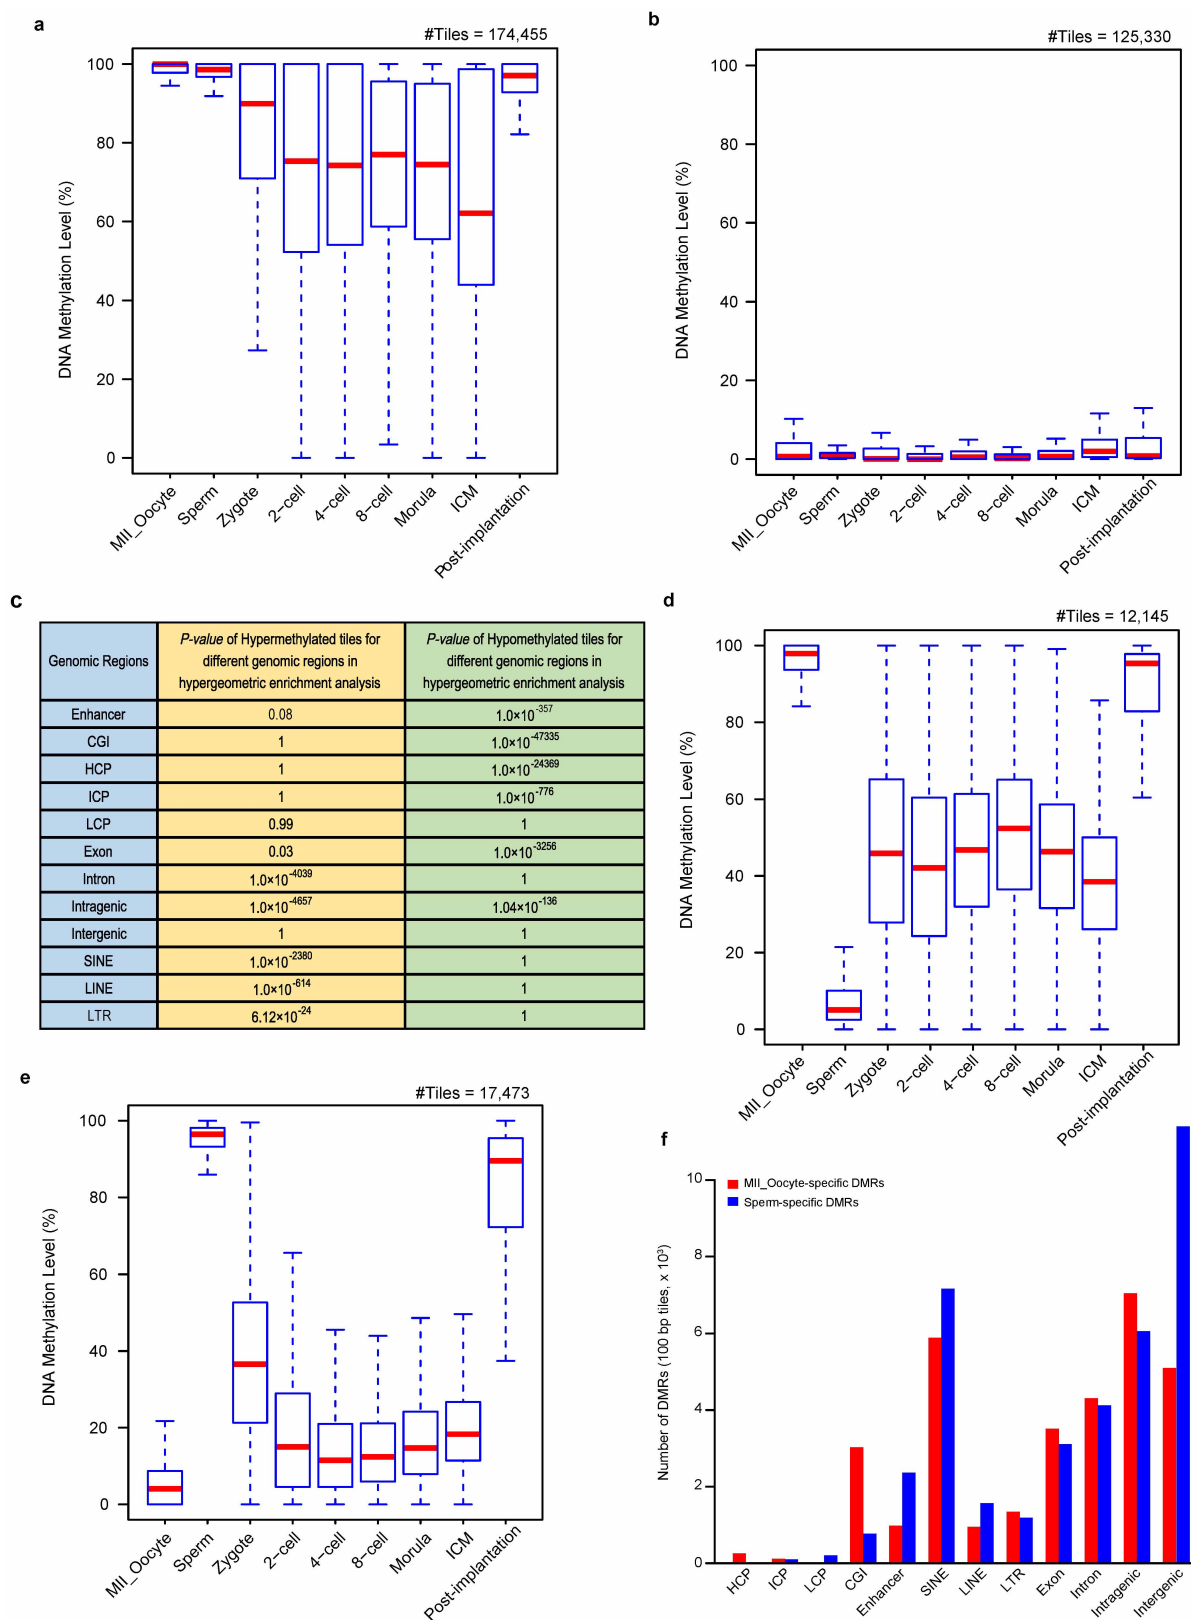 a
#Tiles = 174,455
100
80
60
40
20
0
DNA Methylation Level (%)
MII_Oocyte
Sperm
Zygote
2−cell
4−cell
8−cell
Morula
ICM
Post-implantation
b
#Tiles = 125,330
100
80
60
40
20
0
DNA Methylation Level (%)
MII_Oocyte
Sperm
Zygote
2−cell
4−cell
8−cell
Morula
ICM
Post-implantation
c
Genomic Regions
P-value of Hypermethylated tiles for
different genomic regions in
hypergeometric enrichment analysis
P-value of Hypomethylated tiles for
different genomic regions in
hypergeometric enrichment analysis
Enhancer 0.08 1.0×10^-357
CGI 1 1.0×10^-47335
HCP 1 1.0×10^-24369
ICP 1 1.0×10^-776
LCP 0.99 1
Exon 0.03 1.0×10^-3256
Intron 1.0×10^-4039 1
Intragenic 1.0×10^-4657 1.04×10^-136
Intergenic 1 1
SINE 1.0×10^-2380 1
LINE 1.0×10^-614 1
LTR 6.12×10^-24 1
d
#Tiles = 12,145
100
80
60
40
20
0
DNA Methylation Level (%)
MII_Oocyte
Sperm
Zygote
2−cell
4−cell
8−cell
Morula
ICM
Post-implantation
e
#Tiles = 17,473
100
80
60
40
20
0
DNA Methylation Level (%)
MII_Oocyte
Sperm
Zygote
2−cell
4−cell
8−cell
Morula
ICM
Post-implantation
f
MII_Oocyte-specific DMRs
Sperm-specific DMRs
10
8
6
4
2
0
Number of DMRs (100 bp tiles, x 10³)
HCP
ICP
LCP
CGI
Enhancer
SINE
LINE
LTR
Exon
Intron
Intragenic
Intergenic